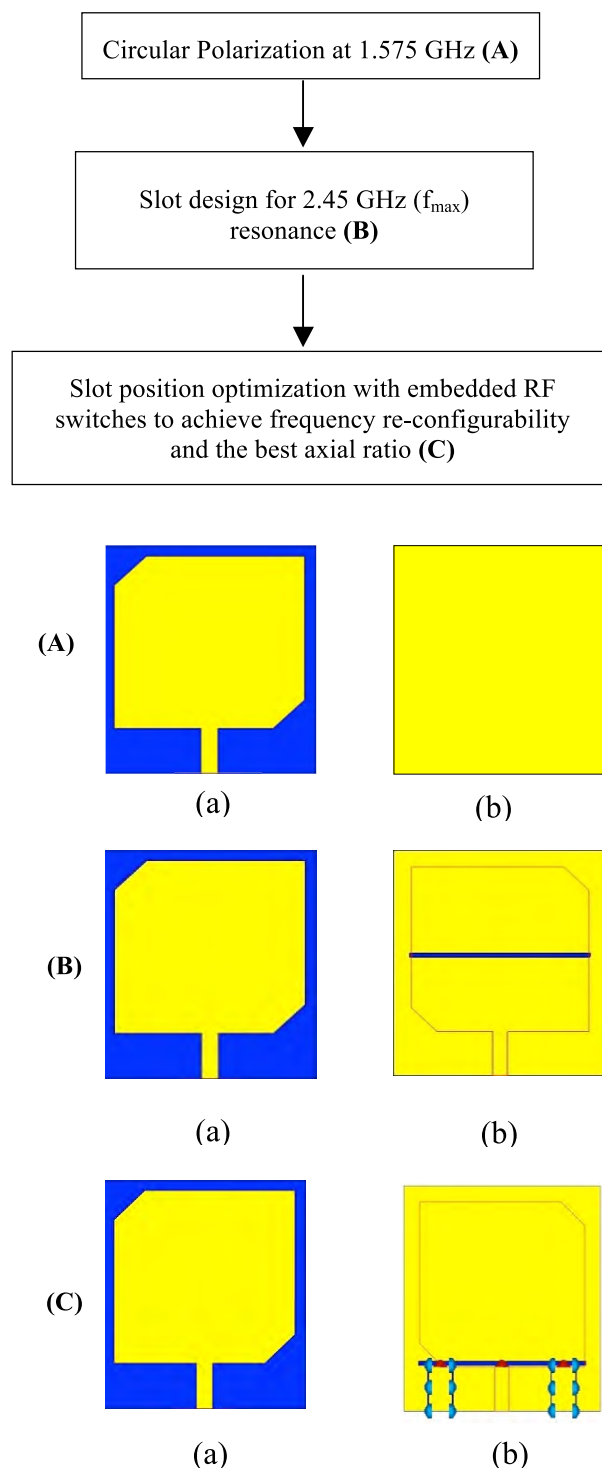 Circular Polarization at 1.575 GHz (A)
Slot design for 2.45 GHz (fmax)
resonance (B)
Slot position optimization with embedded RF
switches to achieve frequency re-configurability
and the best axial ratio (C)
(A)
(a) (b)
(B)
(a) (b)
(C)
(a) (b)